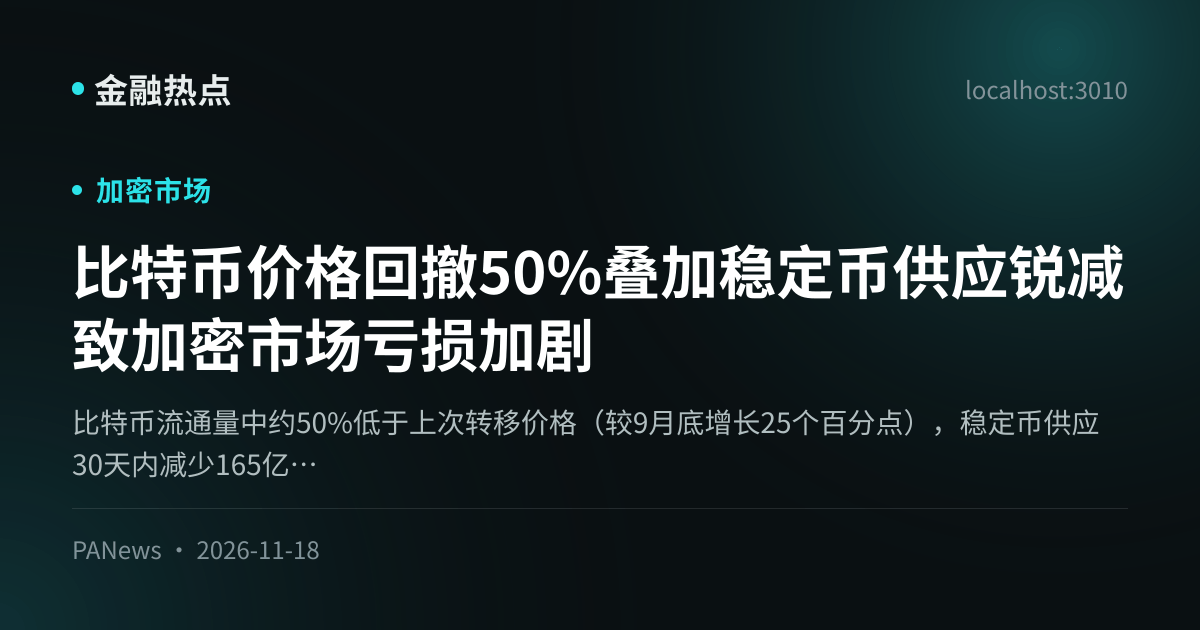 金融热点
localhost:3010
加密市场
比特币价格回撤50%叠加稳定币供应锐减
致加密市场亏损加剧
比特币流通量中约50%低于上次转移价格（较9月底增长25个百分点），稳定币供应
30天内减少165亿…
PANews · 2026-11-18